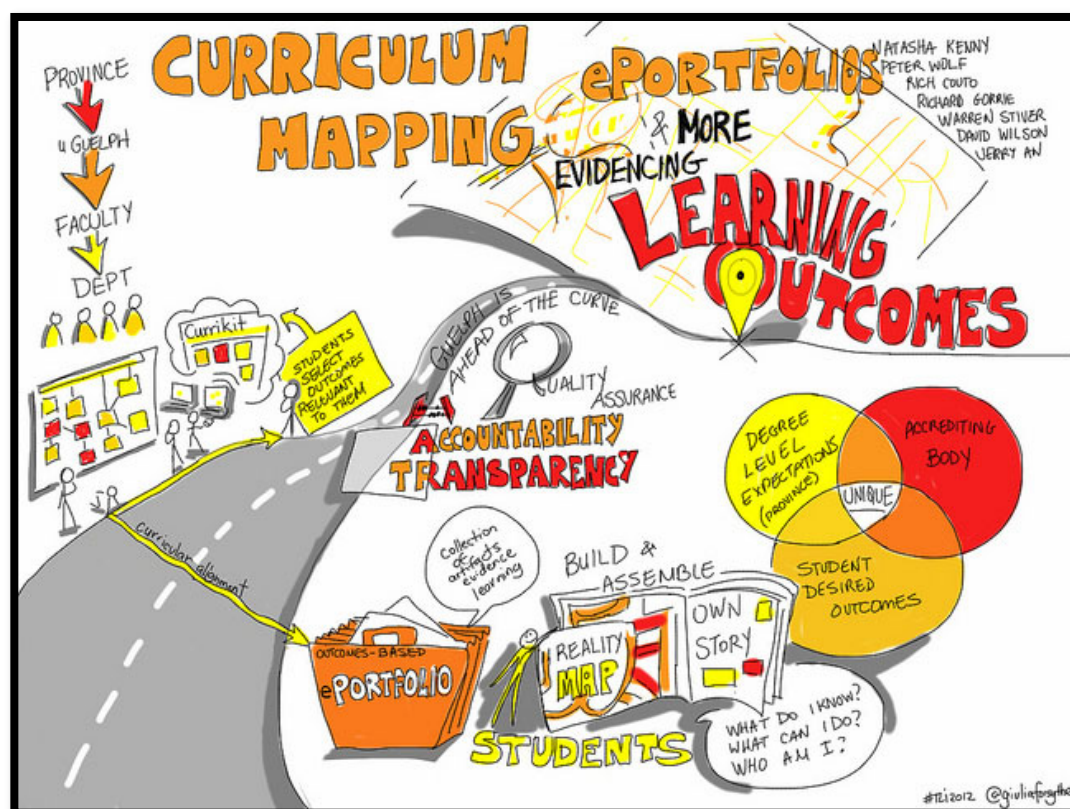 PROVINCE
u GUELPH
FACULTY
DEPT
CURRICULUM
MAPPING
ePORTFOLIOS
& MORE
EVIDENCING
LEARNING
OUTCOMES
NATASHA KENNY
PETER WOLF
RICH COUTO
RICHARD GORRIE
WARREN STIVER
DAVID WILSON
JERRY AN
Currikit
STUDENTS
SELECT
OUTCOMES
RELEVANT
TO THEM
GUELPH IS
AHEAD OF THE CURVE
QUALITY
ASSURANCE
ACCOUNTABILITY
TRANSPARENCY
DEGREE
LEVEL
EXPECTATIONS
(PROVINCE)
ACCREDITING
BODY
UNIQUE
STUDENT
DESIRED
OUTCOMES
curricular alignment
collection
of
artifacts
evidence
learning
OUTCOMES-BASED
ePORTFOLIO
BUILD &
ASSEMBLE
REALITY
MAP
OWN
STORY
STUDENTS
WHAT DO I KNOW?
WHAT CAN I DO?
WHO AM I?
#TLI2012 @giuliaforsythe